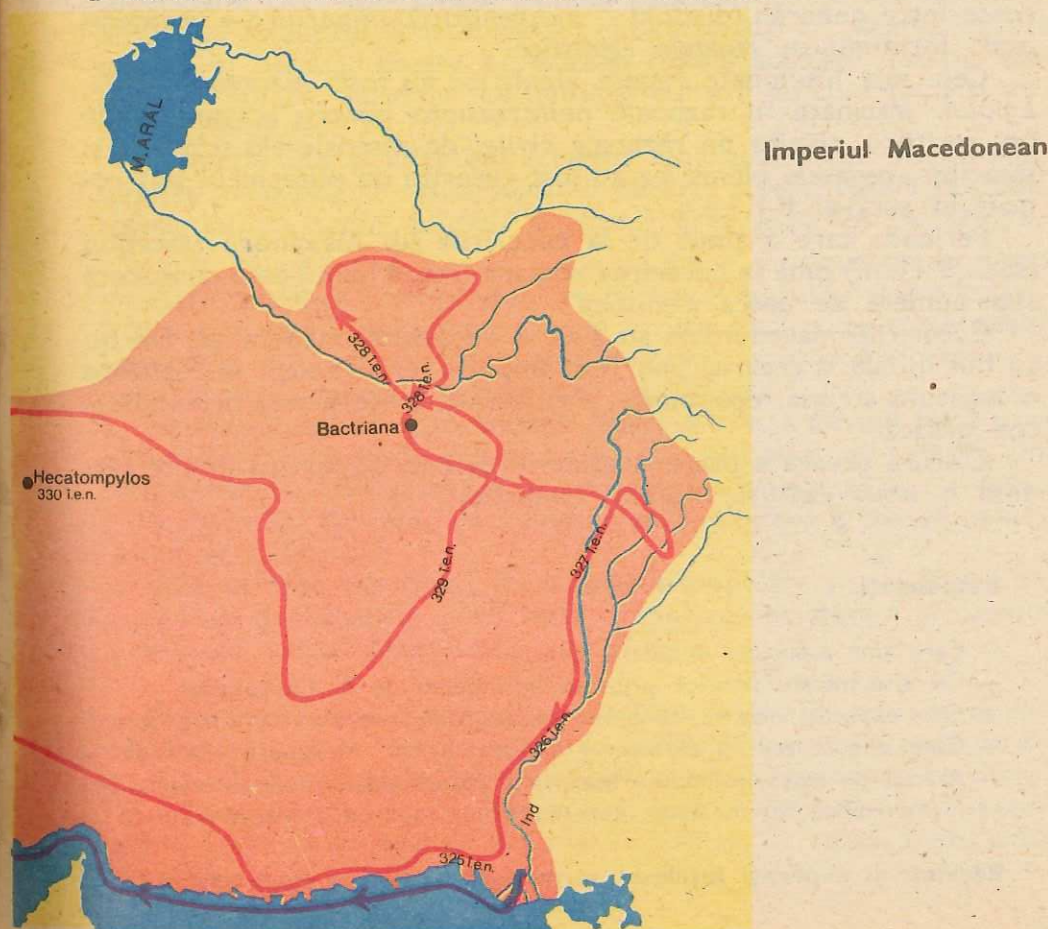 M. ARAL
Imperiul Macedonean
328 î.e.n.
328 î.e.n.
Bactriana
Hecatompylos
330 î.e.n.
329 î.e.n.
327 î.e.n.
326 î.e.n.
Ind
325 î.e.n.